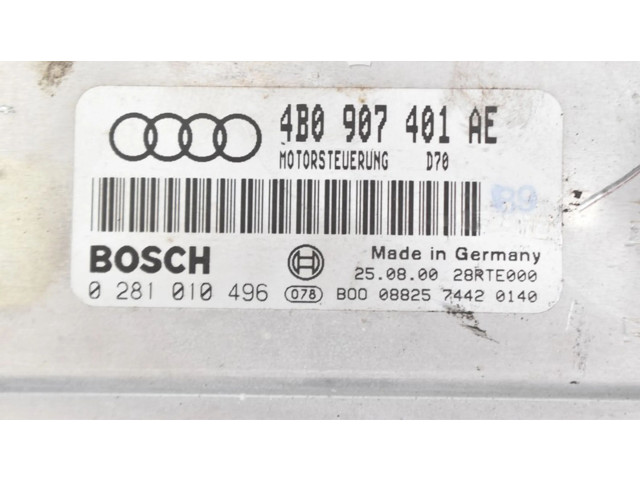 4B0 907 401 AE
MOTORSTEUERUNG D70
BOSCH
Made in Germany
25.08.00 28RTE000
0 281 010 496 078 B00 08825 7442 0140